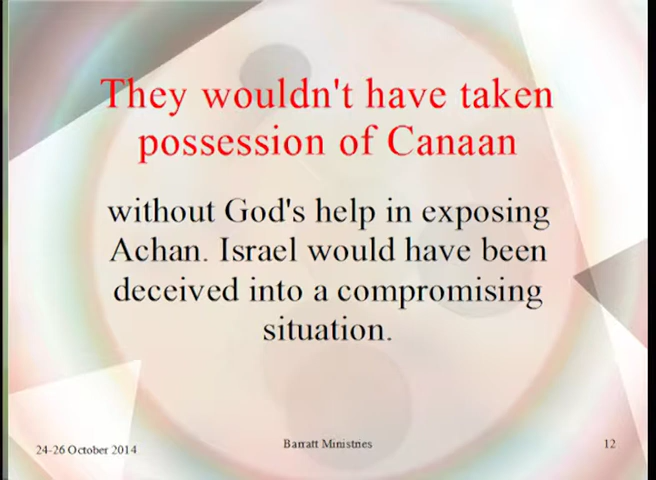 They wouldn't have taken
possession of Canaan
without God's help in exposing
Achan. Israel would have been
deceived into a compromising
situation.
24-26 October 2014
Barratt Ministries
12